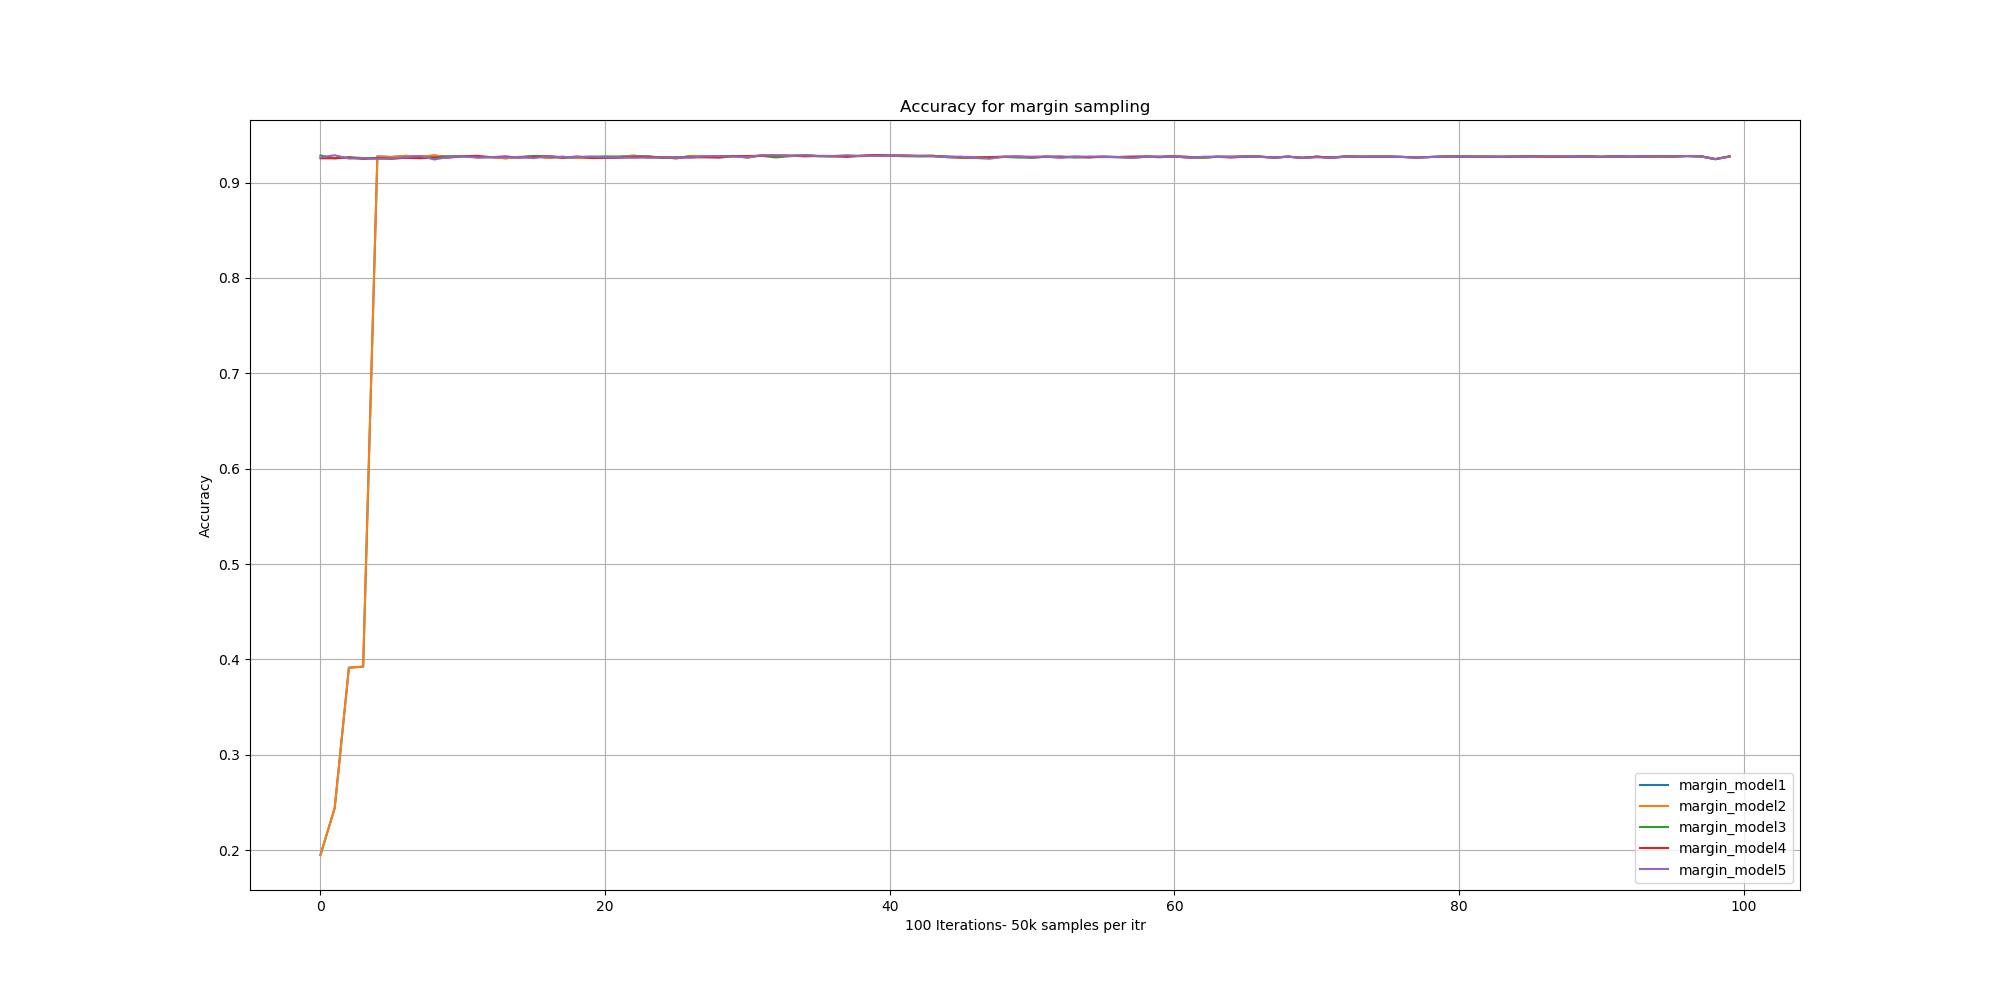 Accuracy for margin sampling
Accuracy
0.9
0.8
0.7
0.6
0.5
0.4
0.3
0.2
0
20
40
60
80
100
100 Iterations- 50k samples per itr
margin_model1
margin_model2
margin_model3
margin_model4
margin_model5